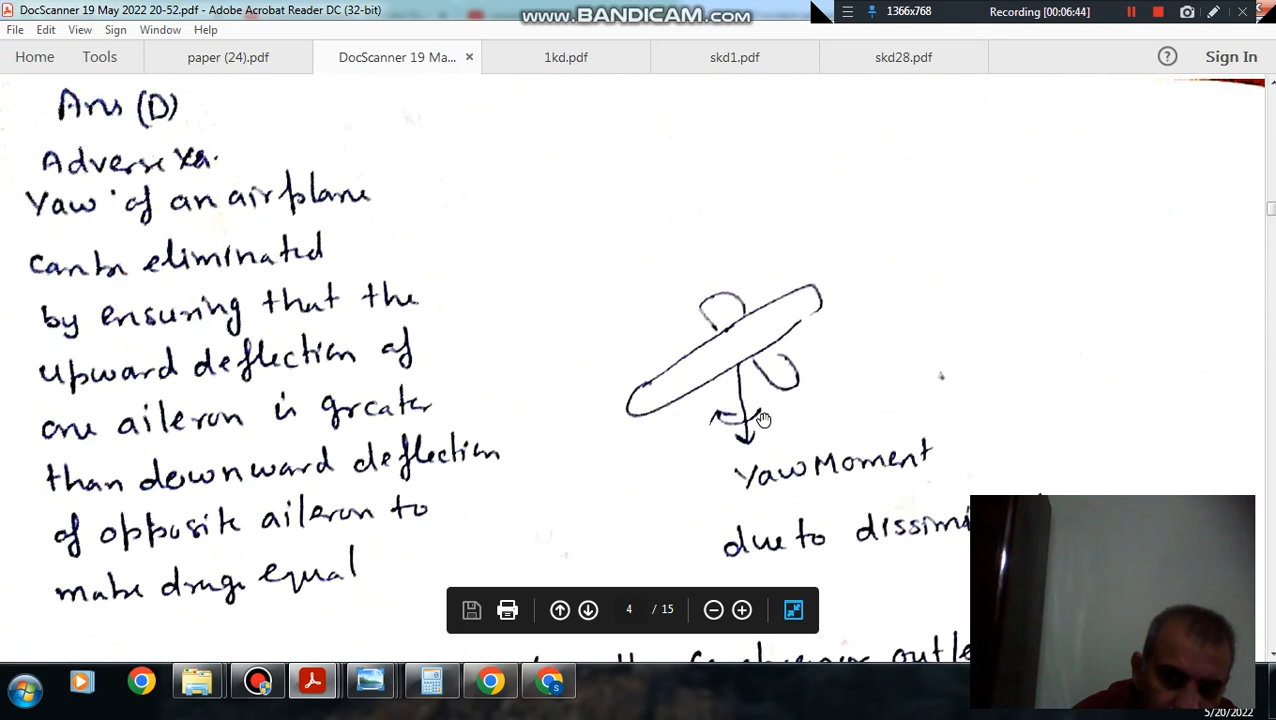 DocScanner 19 May 2022 20-52.pdf - Adobe Acrobat Reader DC (32-bit)
www.BANDICAM.com
1366x768
Recording [00:06:44]
File Edit View Sign Window Help
Home
Tools
paper (24).pdf
DocScanner 19 Ma...
1kd.pdf
skd1.pdf
skd28.pdf
Sign In
Ans (D)
Adverse
Yaw of an airplane
can be eliminated
by ensuring that the
upward deflection of
one aileron is greater
than downward deflection
of opposite aileron to
make drag equal
Yaw Moment
due to dissimi
4 / 15
5/20/2022